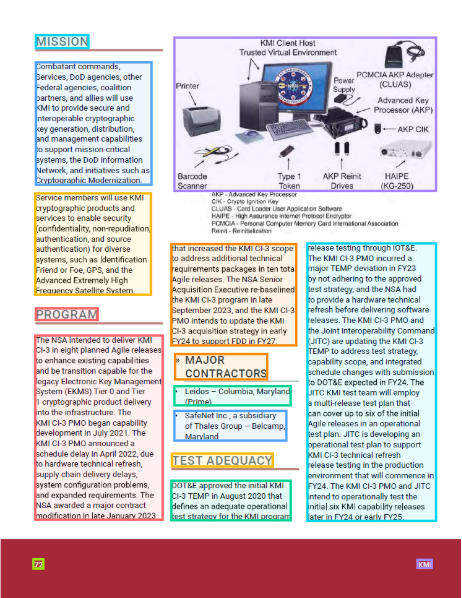 MISSION
Combatant commands,
Services, DoD agencies, other
Federal agencies, coalition
partners, and allies will use
KMI to provide secure and
interoperable cryptographic
key generation, distribution,
and management capabilities
to support mission-critical
systems, the DoD Information
Network, and initiatives such as
Cryptographic Modernization.
Service members will use KMI
cryptographic products and
services to enable security
(confidentiality, non-repudiation,
authentication, and source
authentication) for diverse
systems, such as Identification
Friend or Foe, GPS, and the
Advanced Extremely High
Frequency Satellite System.
PROGRAM
The NSA intended to deliver KMI
CI-3 in eight planned Agile releases
to enhance existing capabilities
and be transition capable for the
legacy Electronic Key Management
System (EKMS) Tier 0 and Tier
1 cryptographic product delivery
into the infrastructure. The
KMI CI-3 PMO began capability
development in July 2021. The
KMI CI-3 PMO announced a
schedule delay in April 2022, due
to hardware technical refresh,
supply chain delivery delays,
system configuration problems,
and expanded requirements. The
NSA awarded a major contract
modification in late January 2023
KMI Client Host
Trusted Virtual Environment
Printer
Power
Supply
PCMCIA AKP Adapter
(CLUAS)
Advanced Key
Processor (AKP)
AKP CIK
Barcode
Scanner
Type 1
Token
AKP Reinit
Drives
HAIPE
(KG-250)
AKP - Advanced Key Processor
CIK - Crypto Ignition Key
CLUAS - Card Loader User Application Software
HAIPE - High Assurance Internet Protocol Encryptor
PCMCIA - Personal Computer Memory Card International Association
Reinit - Reinitialization
that increased the KMI CI-3 scope
to address additional technical
requirements packages in ten total
Agile releases. The NSA Senior
Acquisition Executive re-baselined
the KMI CI-3 program in late
September 2023, and the KMI CI-3
PMO intends to update the KMI
CI-3 acquisition strategy in early
FY24 to support FDD in FY27.
» MAJOR
CONTRACTORS
• Leidos – Columbia, Maryland
(Prime)
• SafeNet Inc., a subsidiary
of Thales Group – Belcamp,
Maryland
TEST ADEQUACY
DOT&E approved the initial KMI
CI-3 TEMP in August 2020 that
defines an adequate operational
test strategy for the KMI program
release testing through IOT&E.
The KMI CI-3 PMO incurred a
major TEMP deviation in FY23
by not adhering to the approved
test strategy, and the NSA had
to provide a hardware technical
refresh before delivering software
releases. The KMI CI-3 PMO and
the Joint Interoperability Command
(JITC) are updating the KMI CI-3
TEMP to address test strategy,
capability scope, and integrated
schedule changes with submission
to DOT&E expected in FY24. The
JITC KMI test team will employ
a multi-release test plan that
can cover up to six of the initial
Agile releases in an operational
test plan. JITC is developing an
operational test plan to support
KMI CI-3 technical refresh
release testing in the production
environment that will commence in
FY24. The KMI CI-3 PMO and JITC
intend to operationally test the
initial six KMI capability releases
later in FY24 or early FY25.
72
KMI